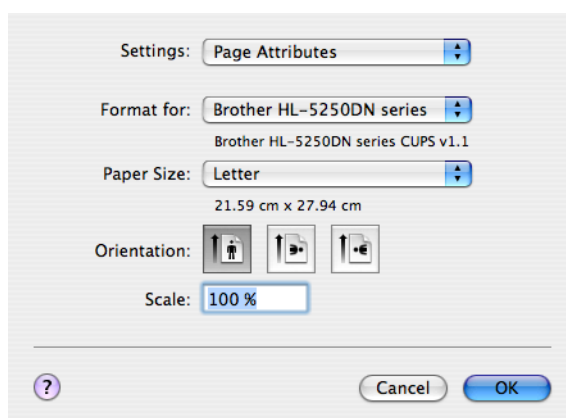 Settings: Page Attributes
Format for: Brother HL-5250DN series
Brother HL-5250DN series CUPS v1.1
Paper Size: Letter
21.59 cm x 27.94 cm
Orientation:
Scale: 100 %
? Cancel OK